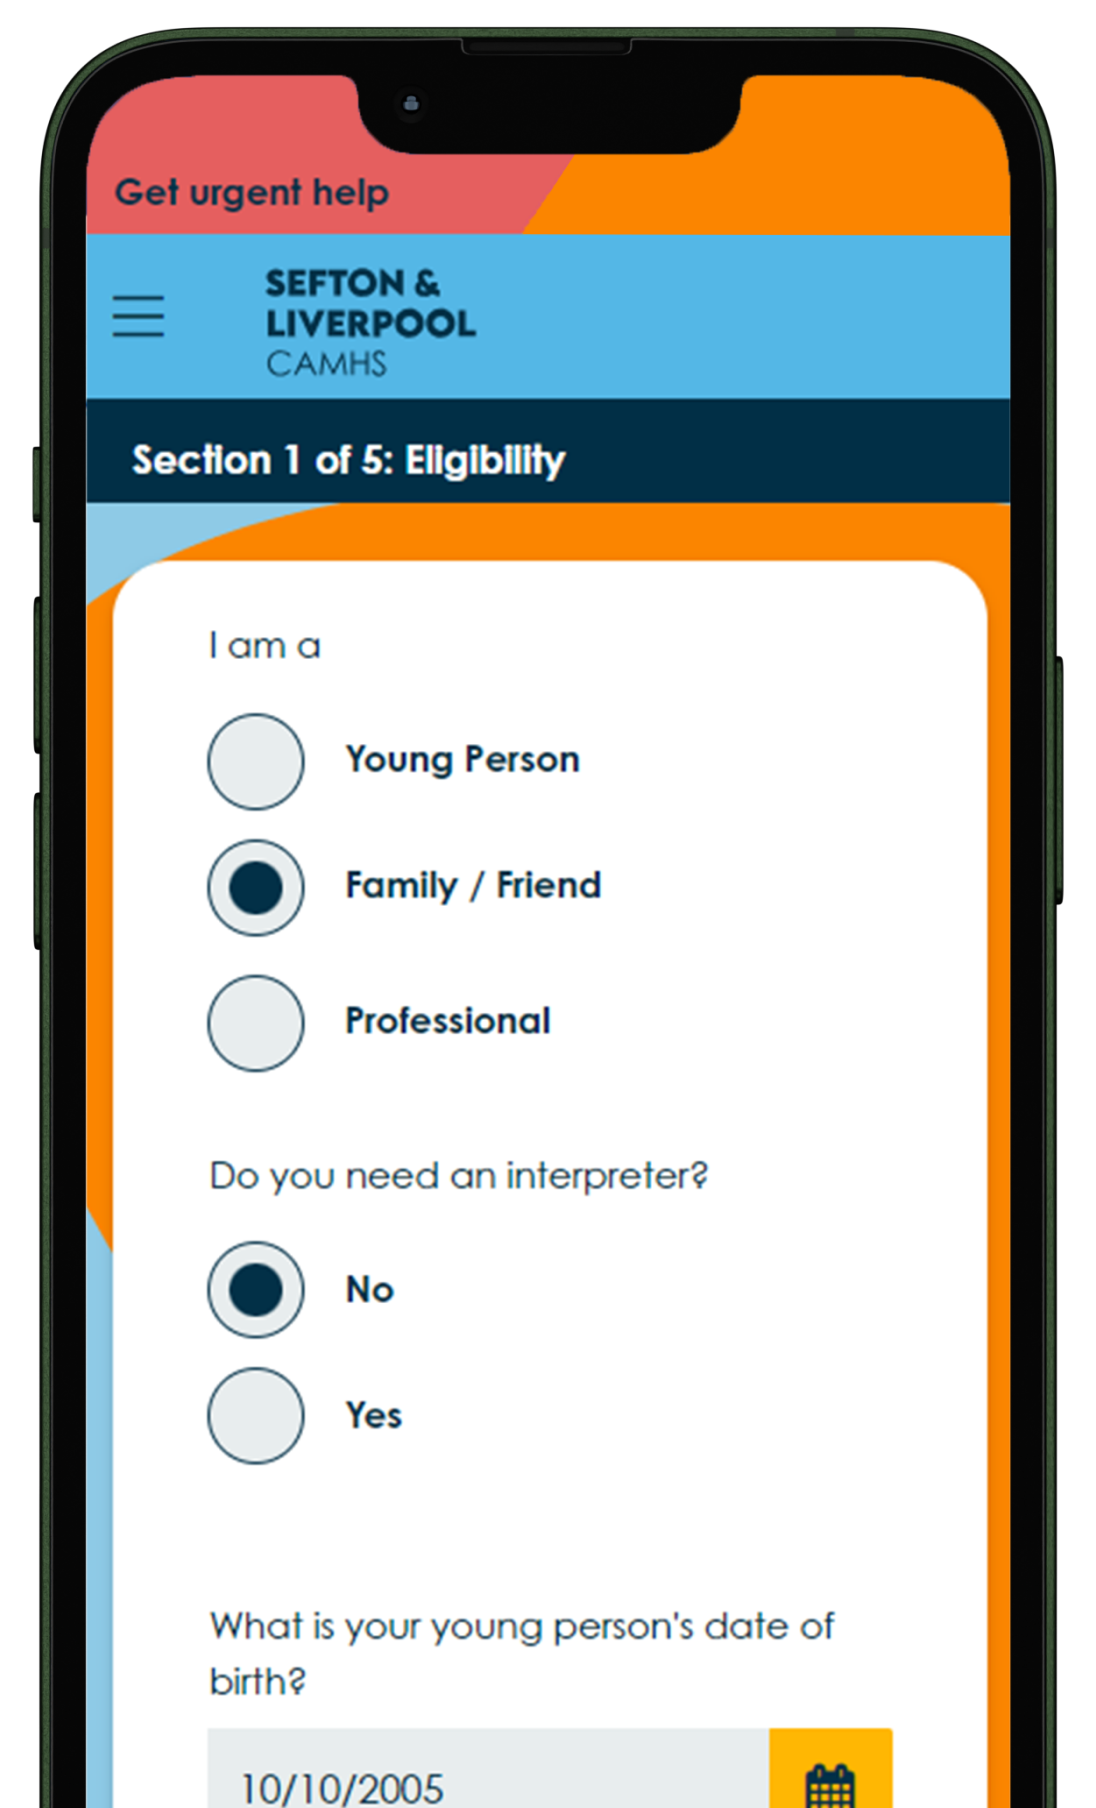 Get urgent help
SEFTON &
LIVERPOOL
CAMHS
Section 1 of 5: Eligibility
I am a
Young Person
Family / Friend
Professional
Do you need an interpreter?
No
Yes
What is your young person's date of
birth?
10/10/2005